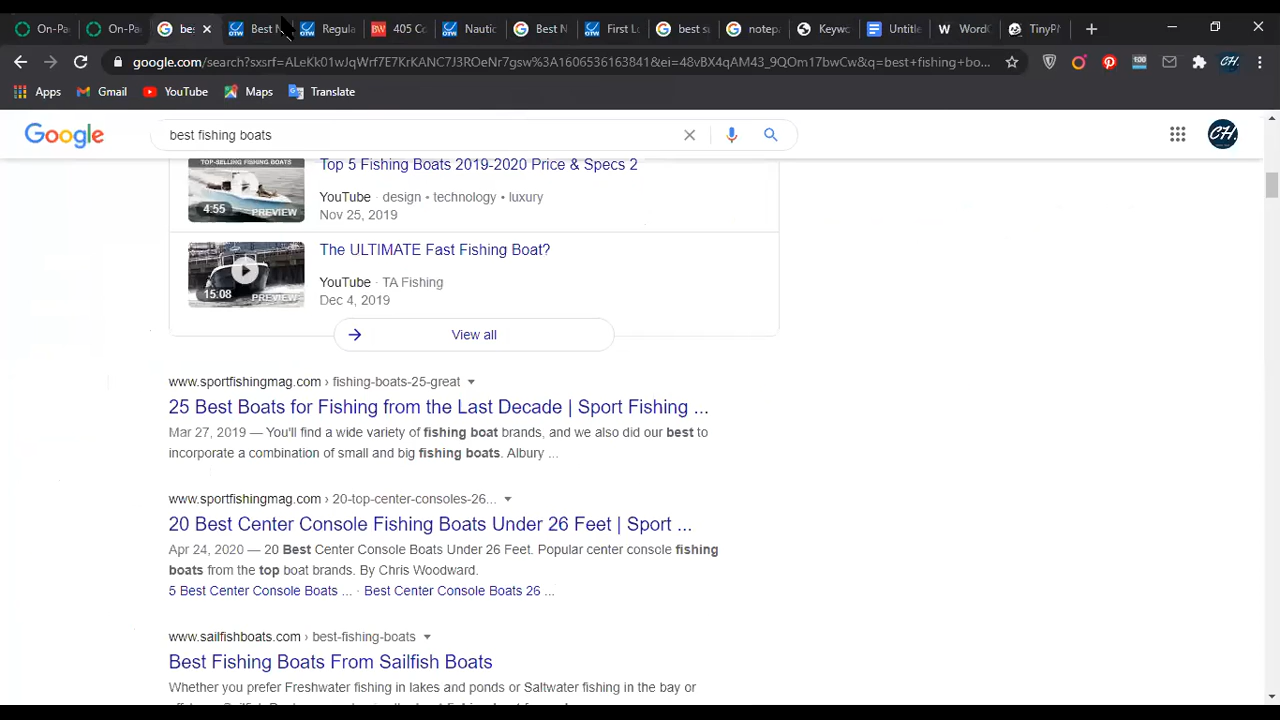 On-Pa
On-Pa
bes
Best N
Regula
405 Co
Nautic
Best N
First Lo
best su
notep
Keywo
Untitle
Word
TinyPN
google.com/search?sxsrf=ALeKk01wJqWrf7E7KrKANC7J3ROeNr7gsw%3A1606536163841&ei=48vBX4qAM43_9QOm17bwCw&q=best+fishing+bo...
100
CH.
Apps
Gmail
YouTube
Maps
Translate
Google
best fishing boats
CH.
TOP-SELLING FISHING BOATS
Top 5 Fishing Boats 2019-2020 Price & Specs 2
YouTube · design • technology • luxury
4:55 PREVIEW
Nov 25, 2019
The ULTIMATE Fast Fishing Boat?
YouTube · TA Fishing
15:08 PREVIEW
Dec 4, 2019
View all
www.sportfishingmag.com › fishing-boats-25-great
25 Best Boats for Fishing from the Last Decade | Sport Fishing ...
Mar 27, 2019 — You'll find a wide variety of fishing boat brands, and we also did our best to
incorporate a combination of small and big fishing boats. Albury ...
www.sportfishingmag.com › 20-top-center-consoles-26...
20 Best Center Console Fishing Boats Under 26 Feet | Sport ...
Apr 24, 2020 — 20 Best Center Console Boats Under 26 Feet. Popular center console fishing
boats from the top boat brands. By Chris Woodward.
5 Best Center Console Boats ... · Best Center Console Boats 26 ...
www.sailfishboats.com › best-fishing-boats
Best Fishing Boats From Sailfish Boats
Whether you prefer Freshwater fishing in lakes and ponds or Saltwater fishing in the bay or